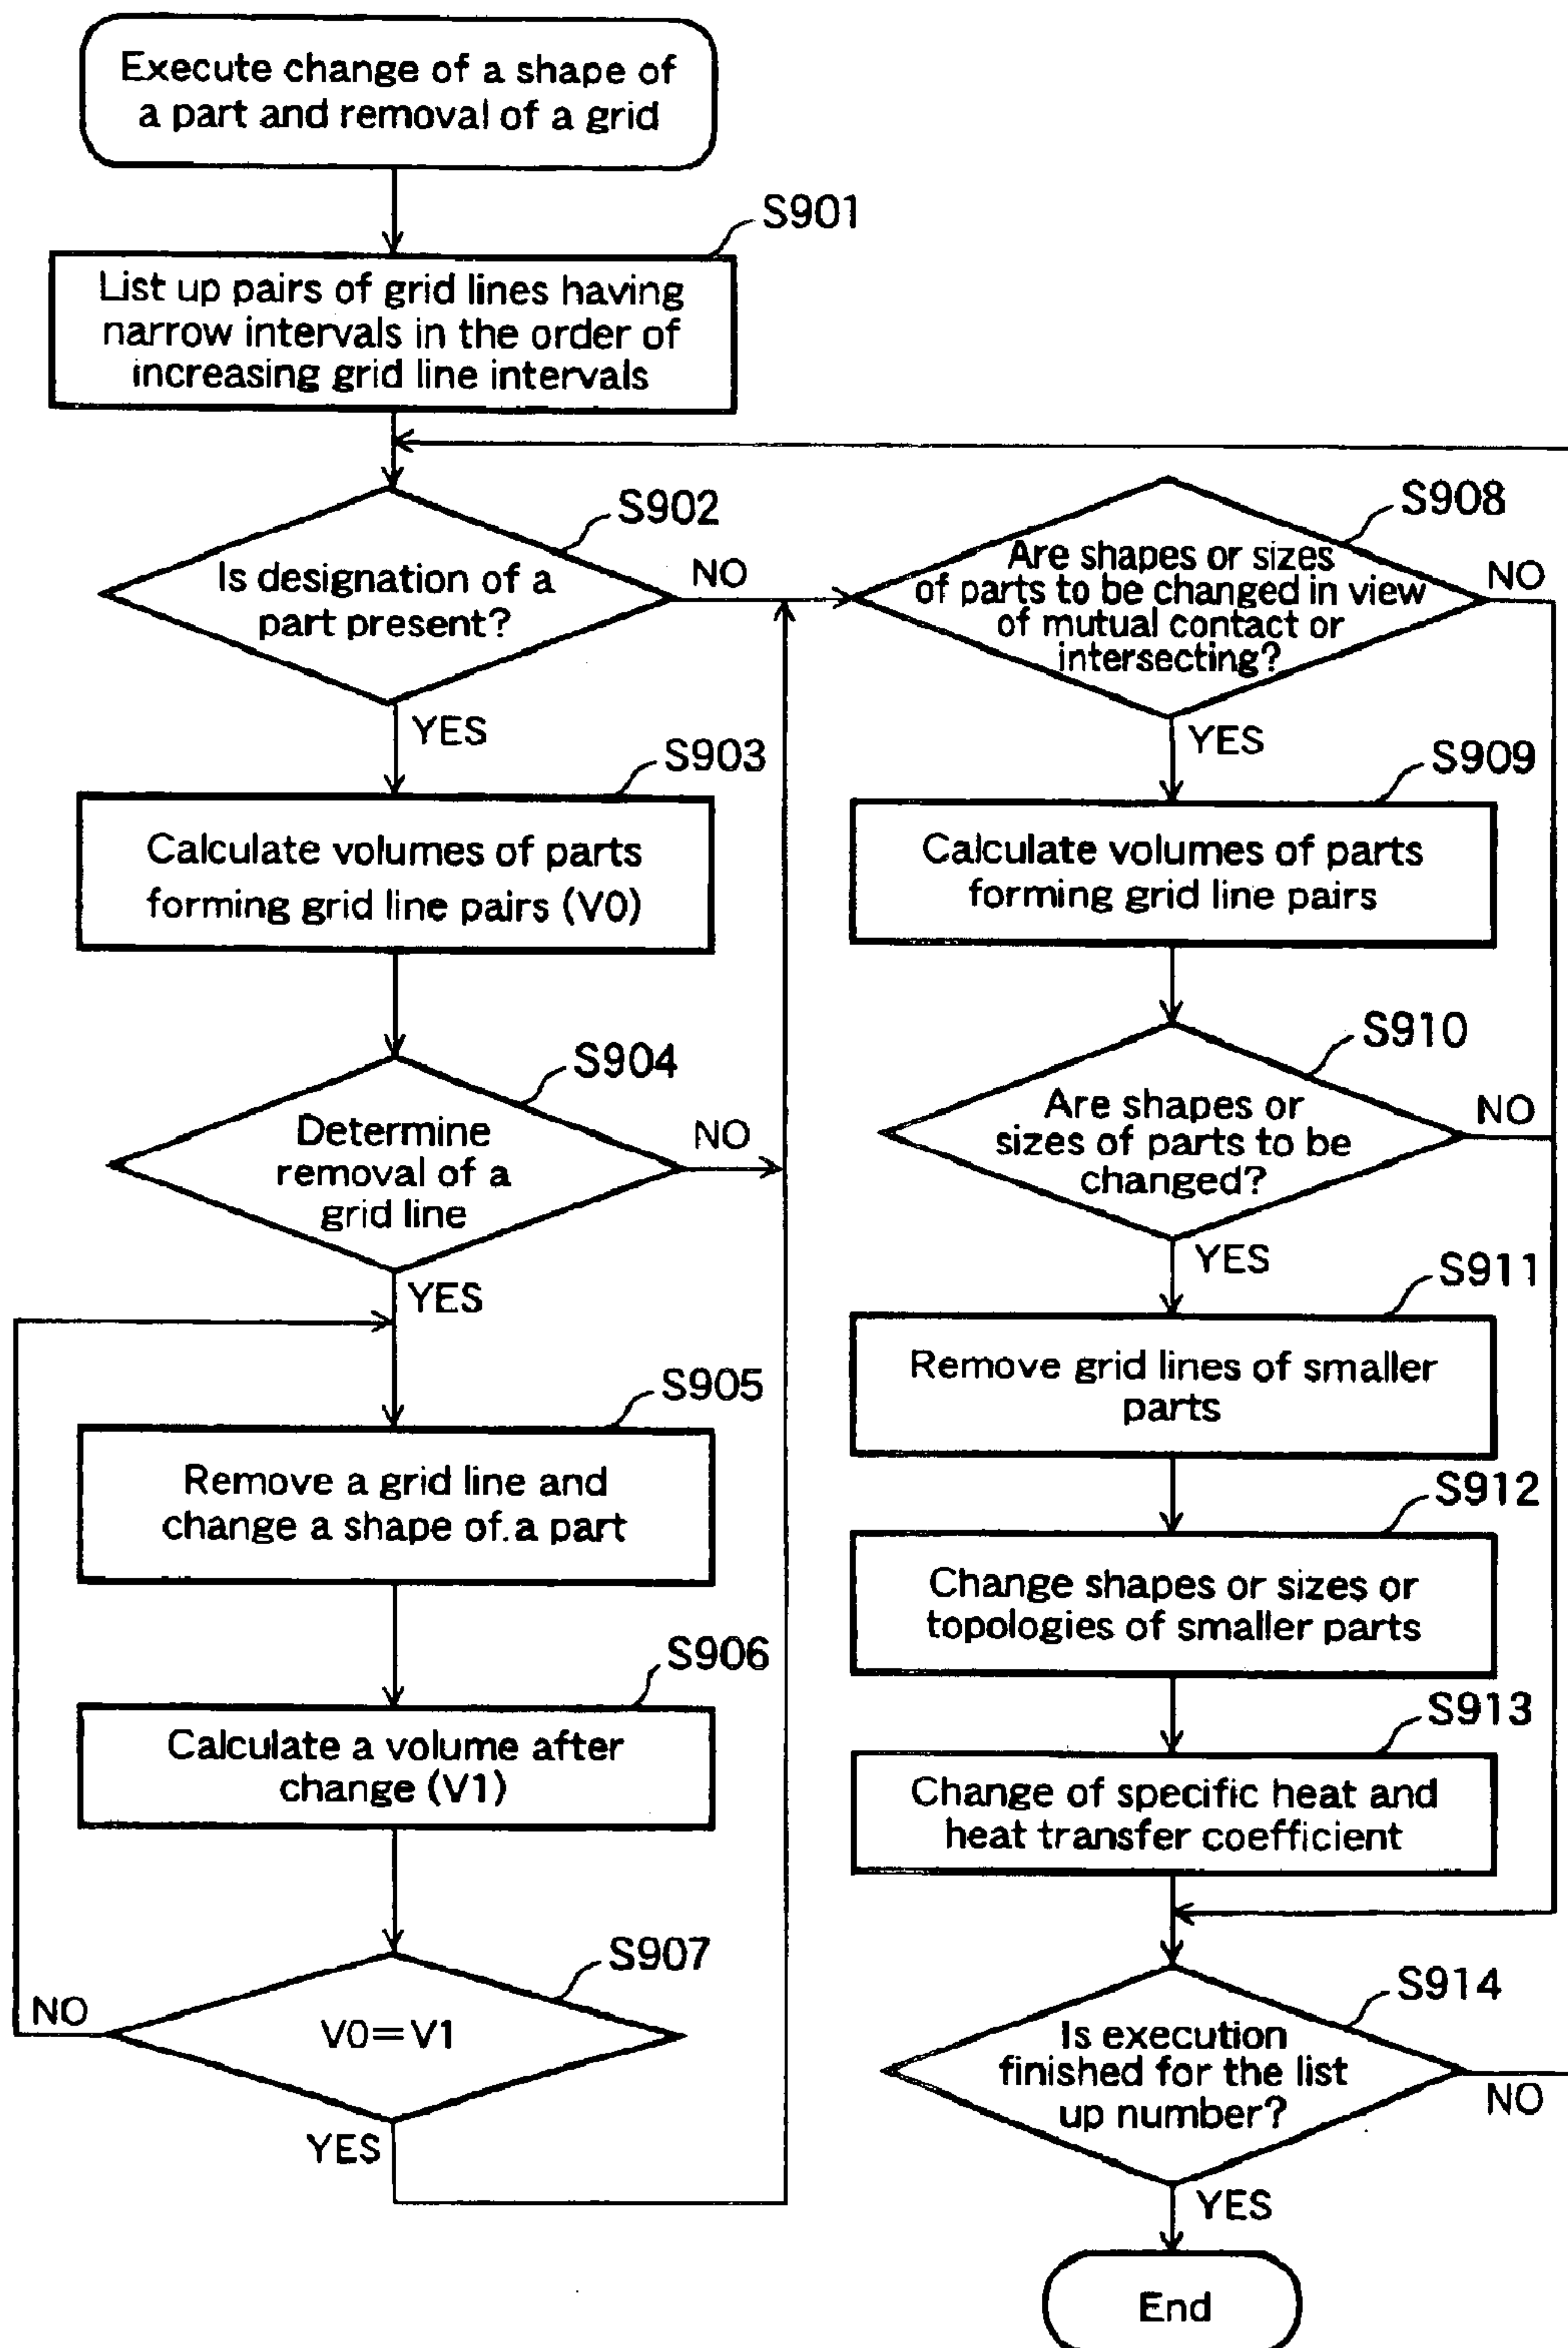 Execute change of a shape of
a part and removal of a grid
S901
List up pairs of grid lines having
narrow intervals in the order of
increasing grid line intervals
S902
Is designation of a
part present?
NO
YES
S903
Calculate volumes of parts
forming grid line pairs (V0)
S904
Determine
removal of a
grid line
NO
YES
S905
Remove a grid line and
change a shape of a part
S906
Calculate a volume after
change (V1)
S907
V0=V1
NO
YES
S908
Are shapes or sizes
of parts to be changed in view
of mutual contact or
intersecting?
NO
YES
S909
Calculate volumes of parts
forming grid line pairs
S910
Are shapes or
sizes of parts to be
changed?
NO
YES
S911
Remove grid lines of smaller
parts
S912
Change shapes or sizes or
topologies of smaller parts
S913
Change of specific heat and
heat transfer coefficient
S914
Is execution
finished for the list
up number?
NO
YES
End